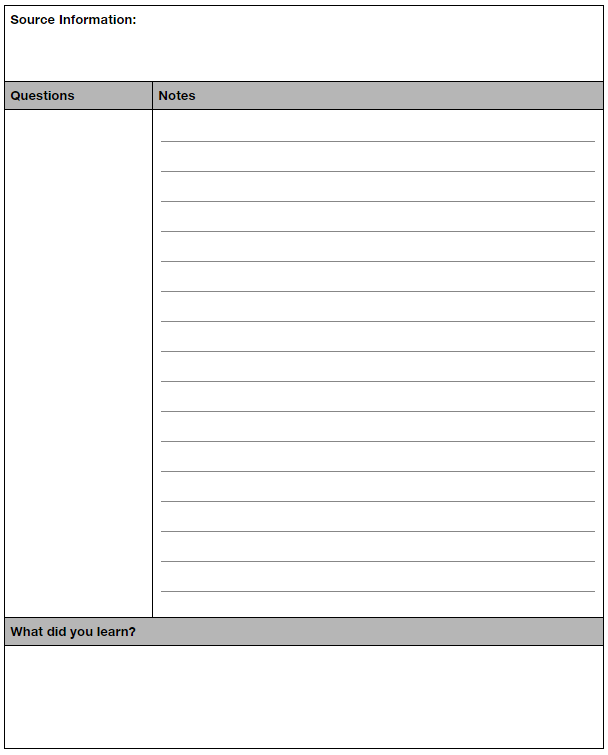 Source Information:
Questions
Notes
What did you learn?